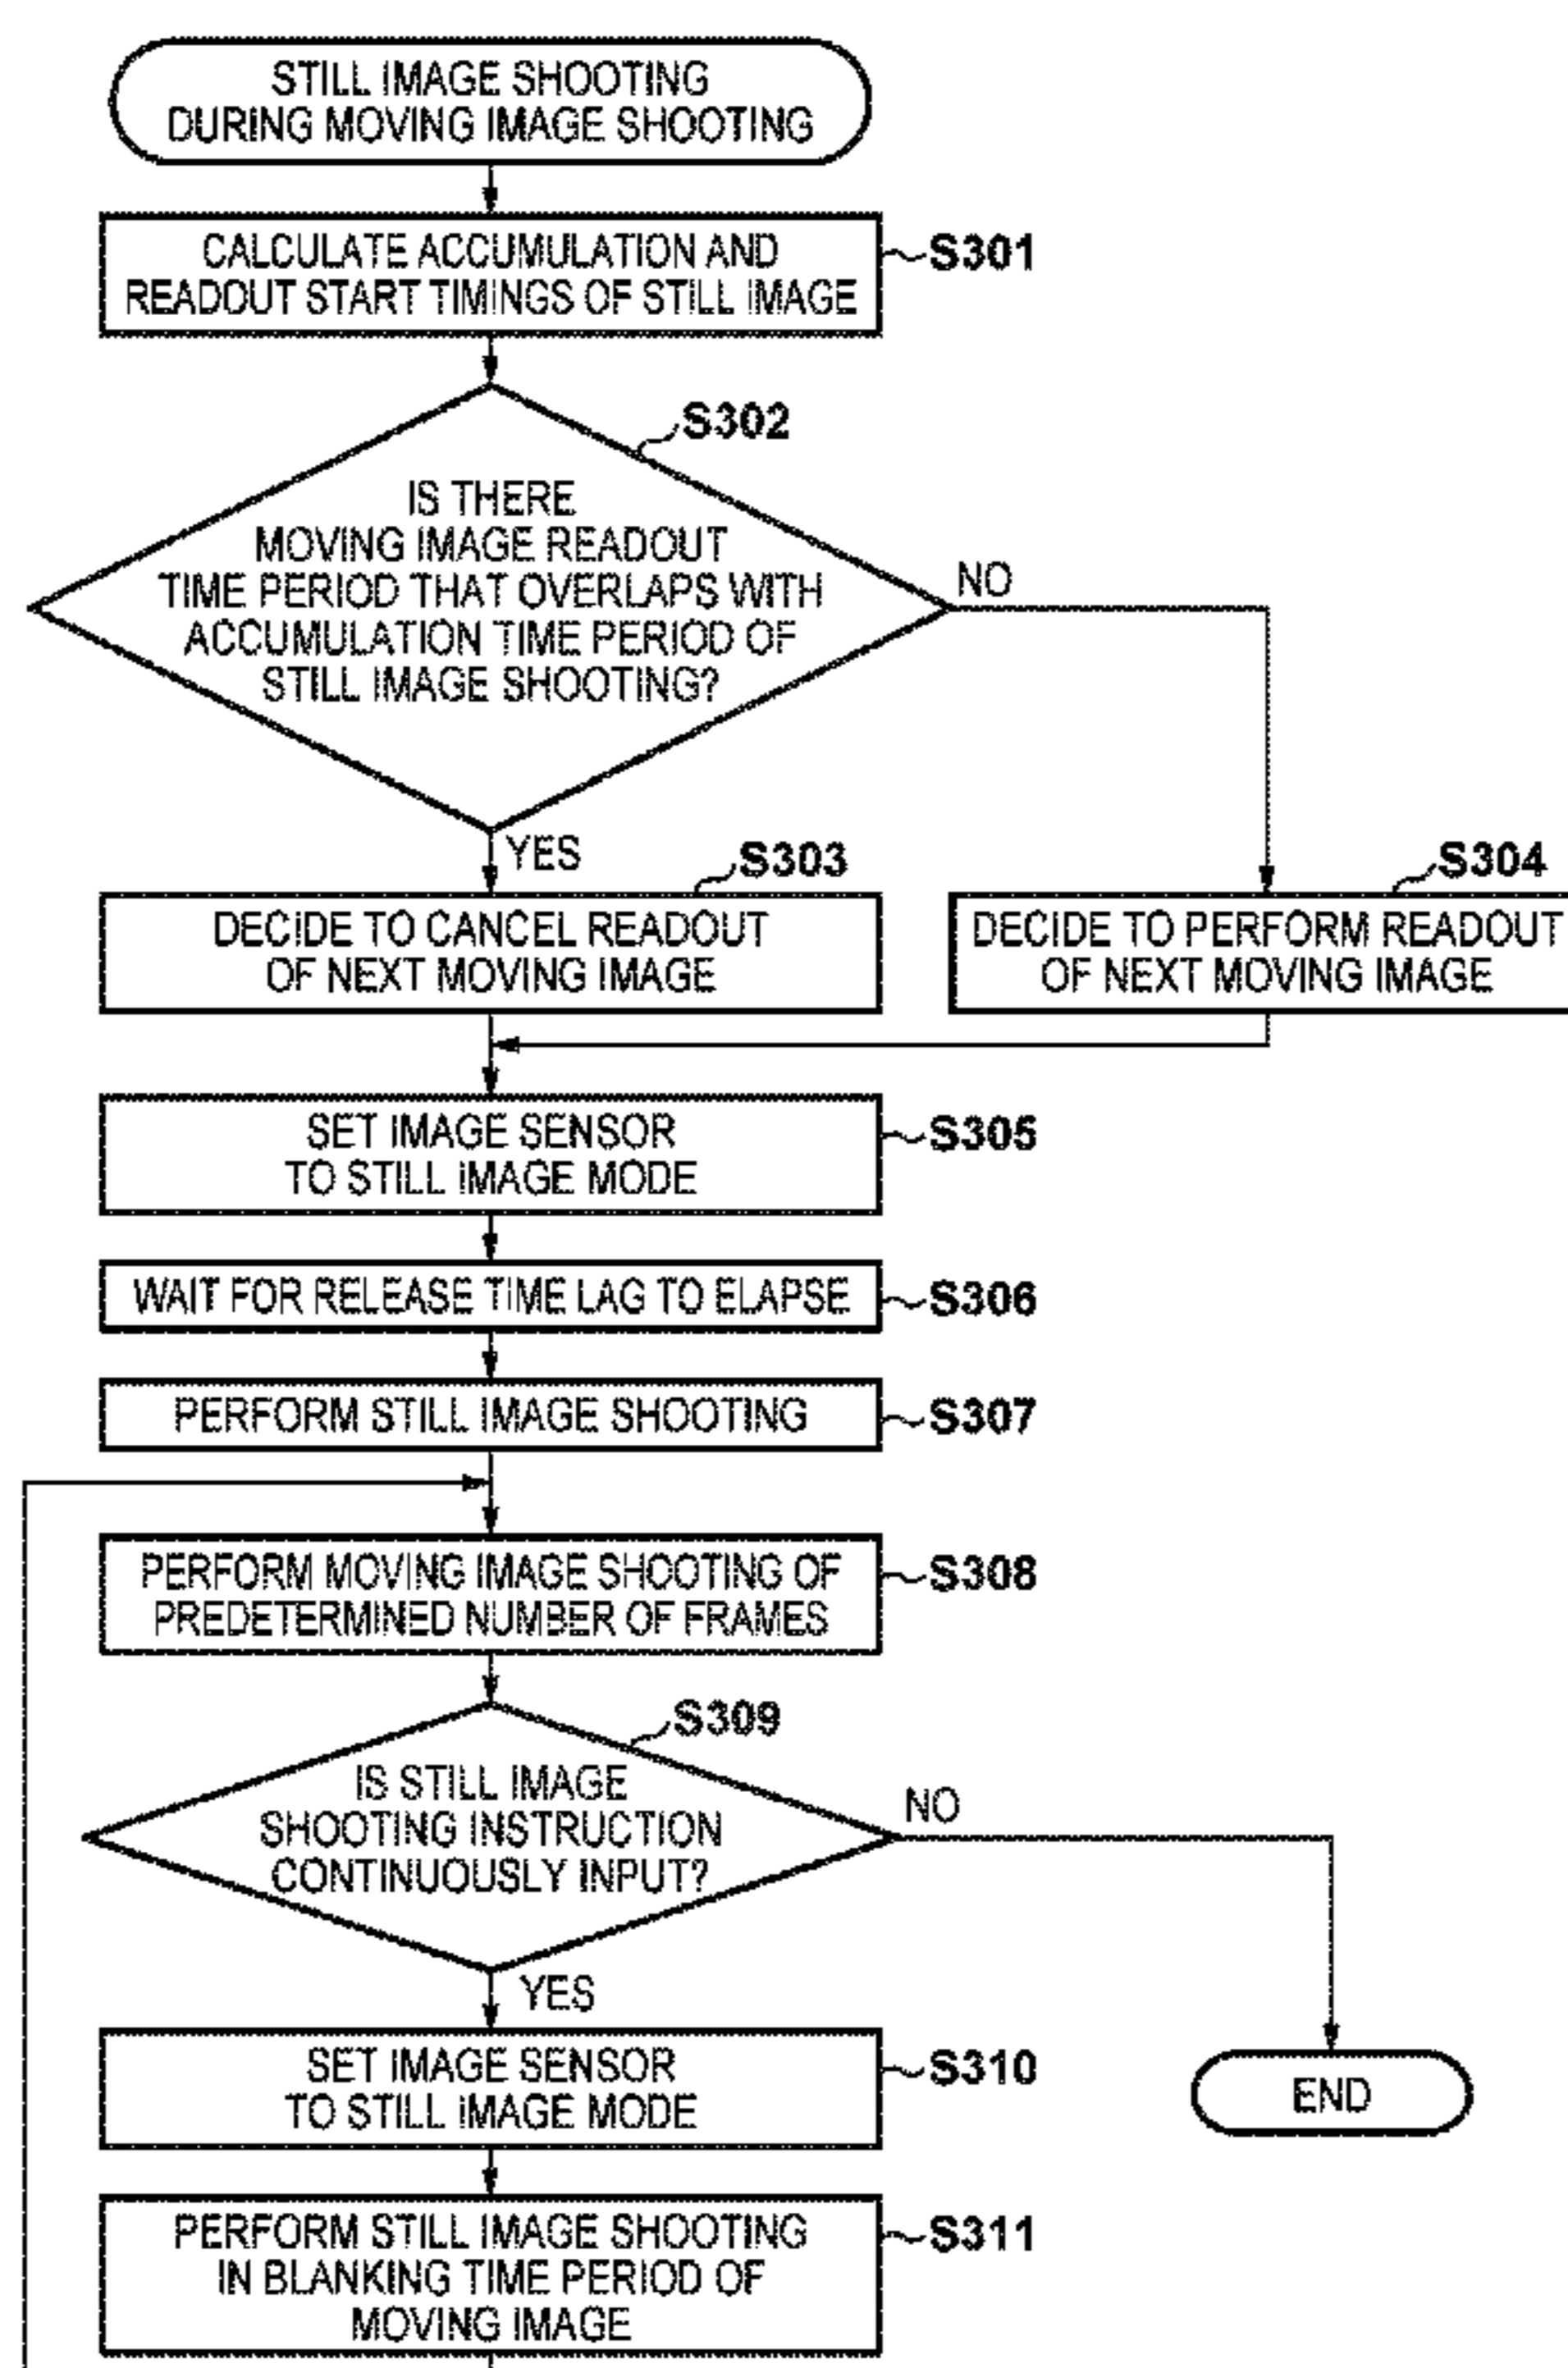 STILL IMAGE SHOOTING
DURING MOVING IMAGE SHOOTING
CALCULATE ACCUMULATION AND
READOUT START TIMINGS OF STILL IMAGE
S301
S302
IS THERE
MOVING IMAGE READOUT
TIME PERIOD THAT OVERLAPS WITH
ACCUMULATION TIME PERIOD OF
STILL IMAGE SHOOTING?
NO
YES
S303
DECIDE TO CANCEL READOUT
OF NEXT MOVING IMAGE
S304
DECIDE TO PERFORM READOUT
OF NEXT MOVING IMAGE
SET IMAGE SENSOR
TO STILL IMAGE MODE
S305
WAIT FOR RELEASE TIME LAG TO ELAPSE
S306
PERFORM STILL IMAGE SHOOTING
S307
PERFORM MOVING IMAGE SHOOTING OF
PREDETERMINED NUMBER OF FRAMES
S308
S309
IS STILL IMAGE
SHOOTING INSTRUCTION
CONTINUOUSLY INPUT?
NO
YES
SET IMAGE SENSOR
TO STILL IMAGE MODE
S310
END
PERFORM STILL IMAGE SHOOTING
IN BLANKING TIME PERIOD OF
MOVING IMAGE
S311